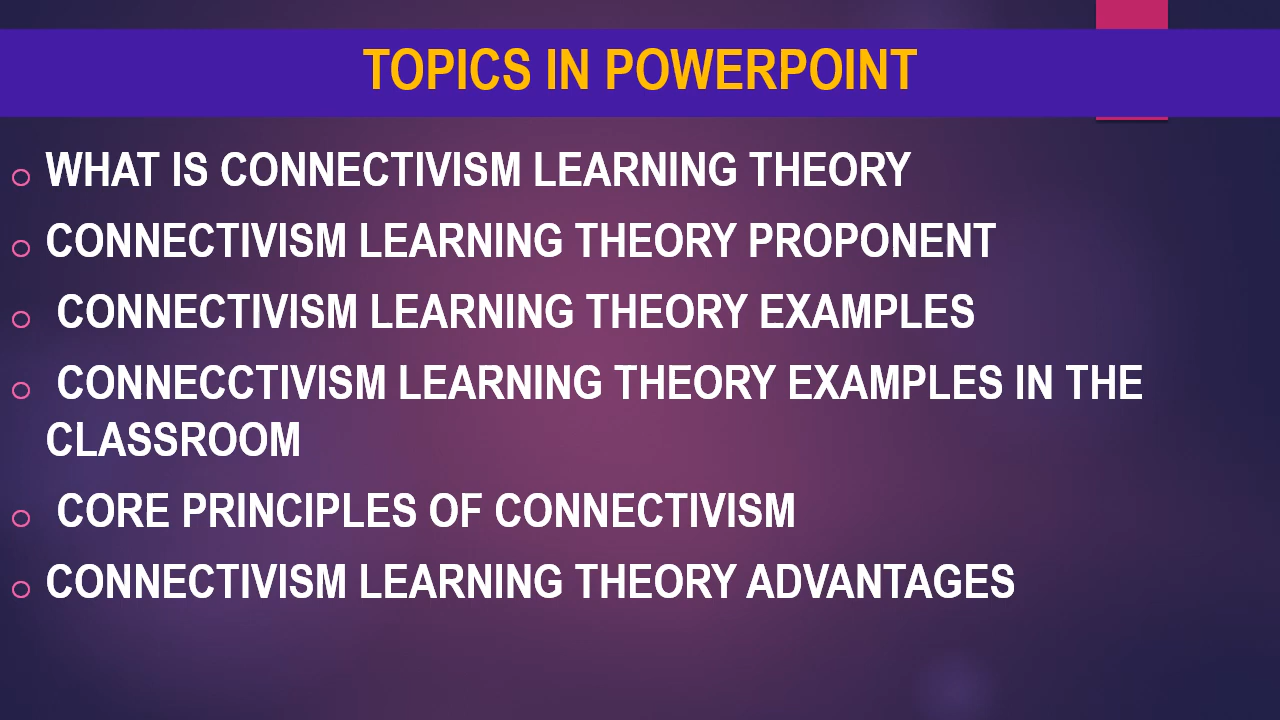 TOPICS IN POWERPOINT
WHAT IS CONNECTIVISM LEARNING THEORY
CONNECTIVISM LEARNING THEORY PROPONENT
CONNECTIVISM LEARNING THEORY EXAMPLES
CONNECCTIVISM LEARNING THEORY EXAMPLES IN THE
CLASSROOM
CORE PRINCIPLES OF CONNECTIVISM
CONNECTIVISM LEARNING THEORY ADVANTAGES